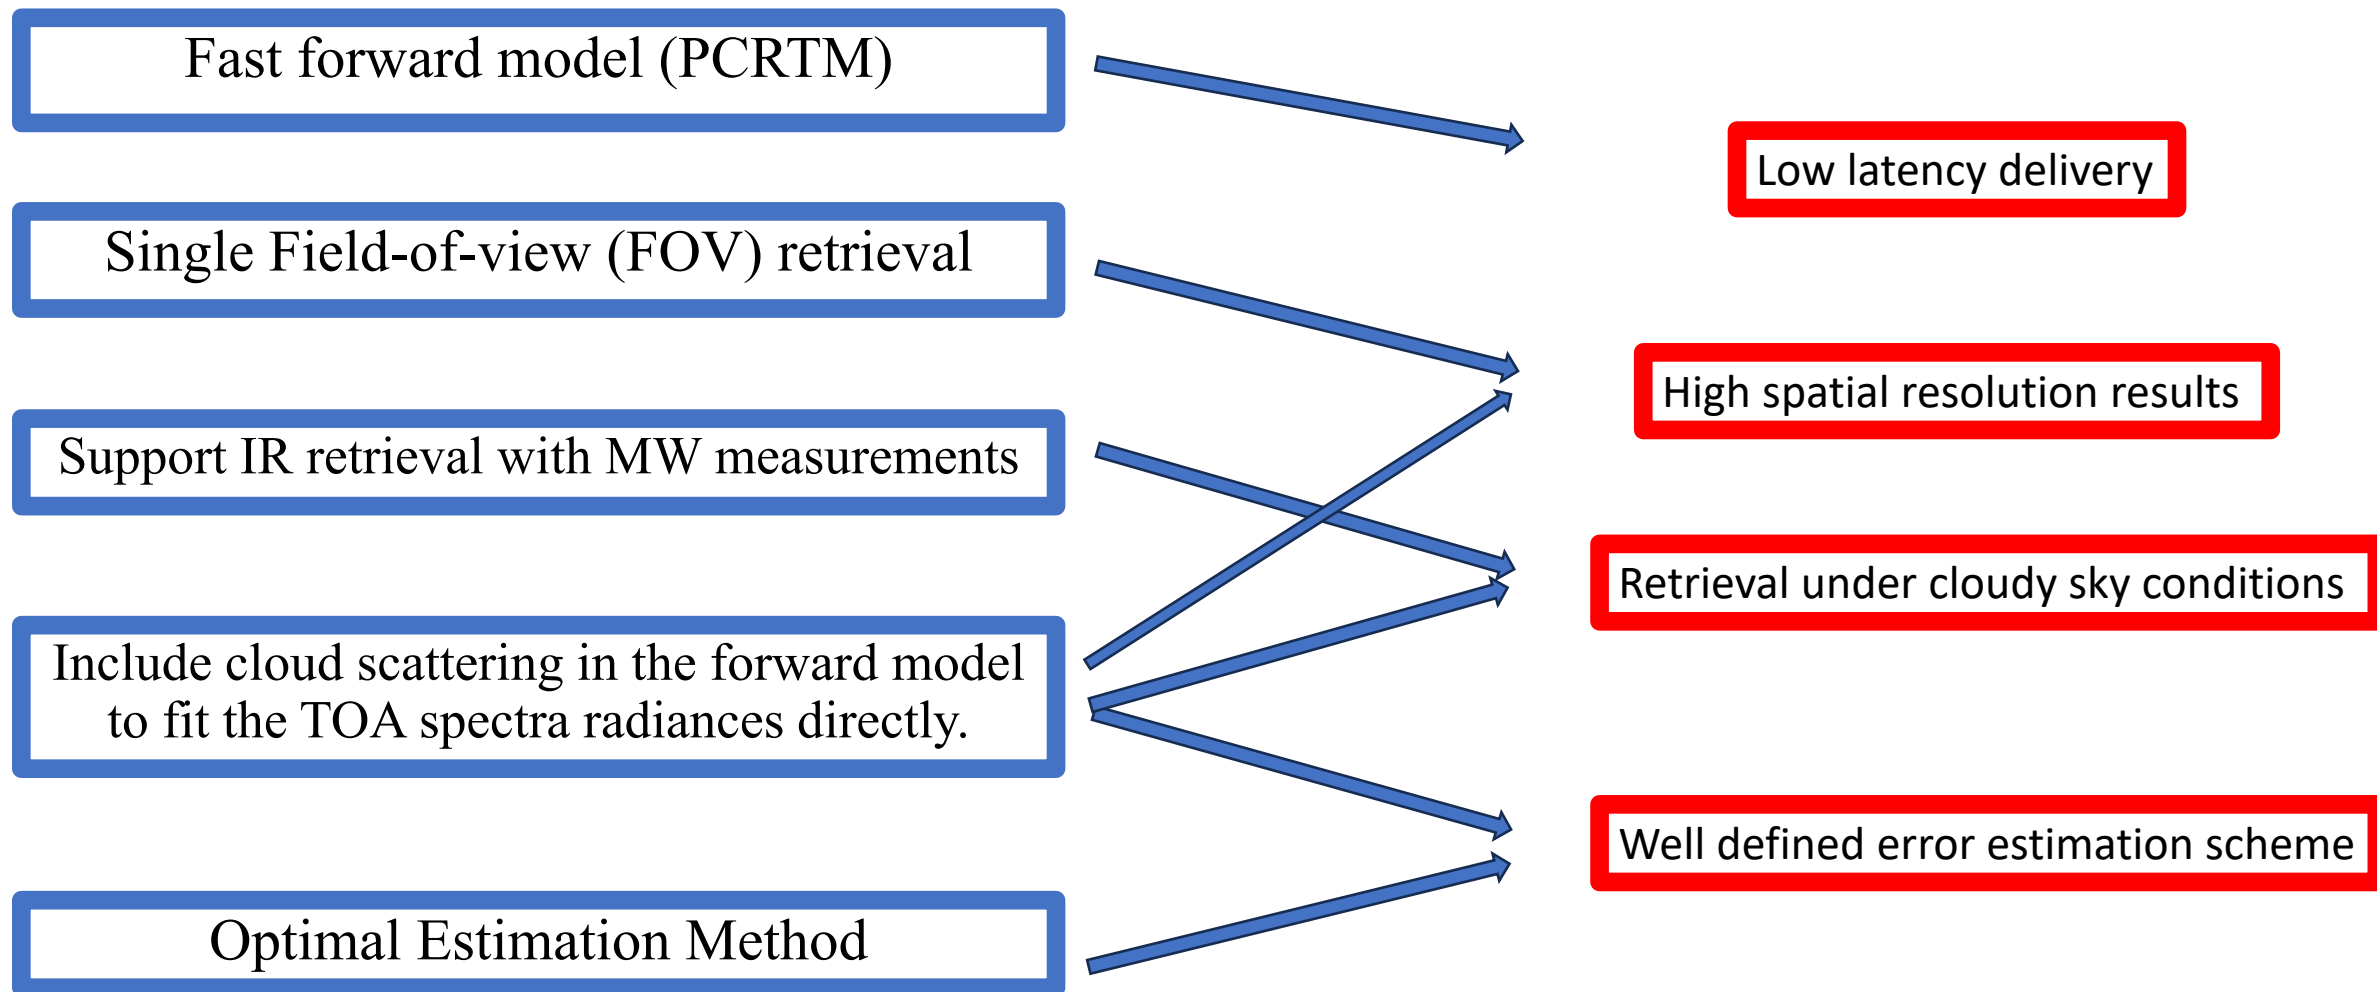 Fast forward model (PCRTM)
Single Field-of-view (FOV) retrieval
Support IR retrieval with MW measurements
Include cloud scattering in the forward model
to fit the TOA spectra radiances directly.
Optimal Estimation Method
Low latency delivery
High spatial resolution results
Retrieval under cloudy sky conditions
Well defined error estimation scheme